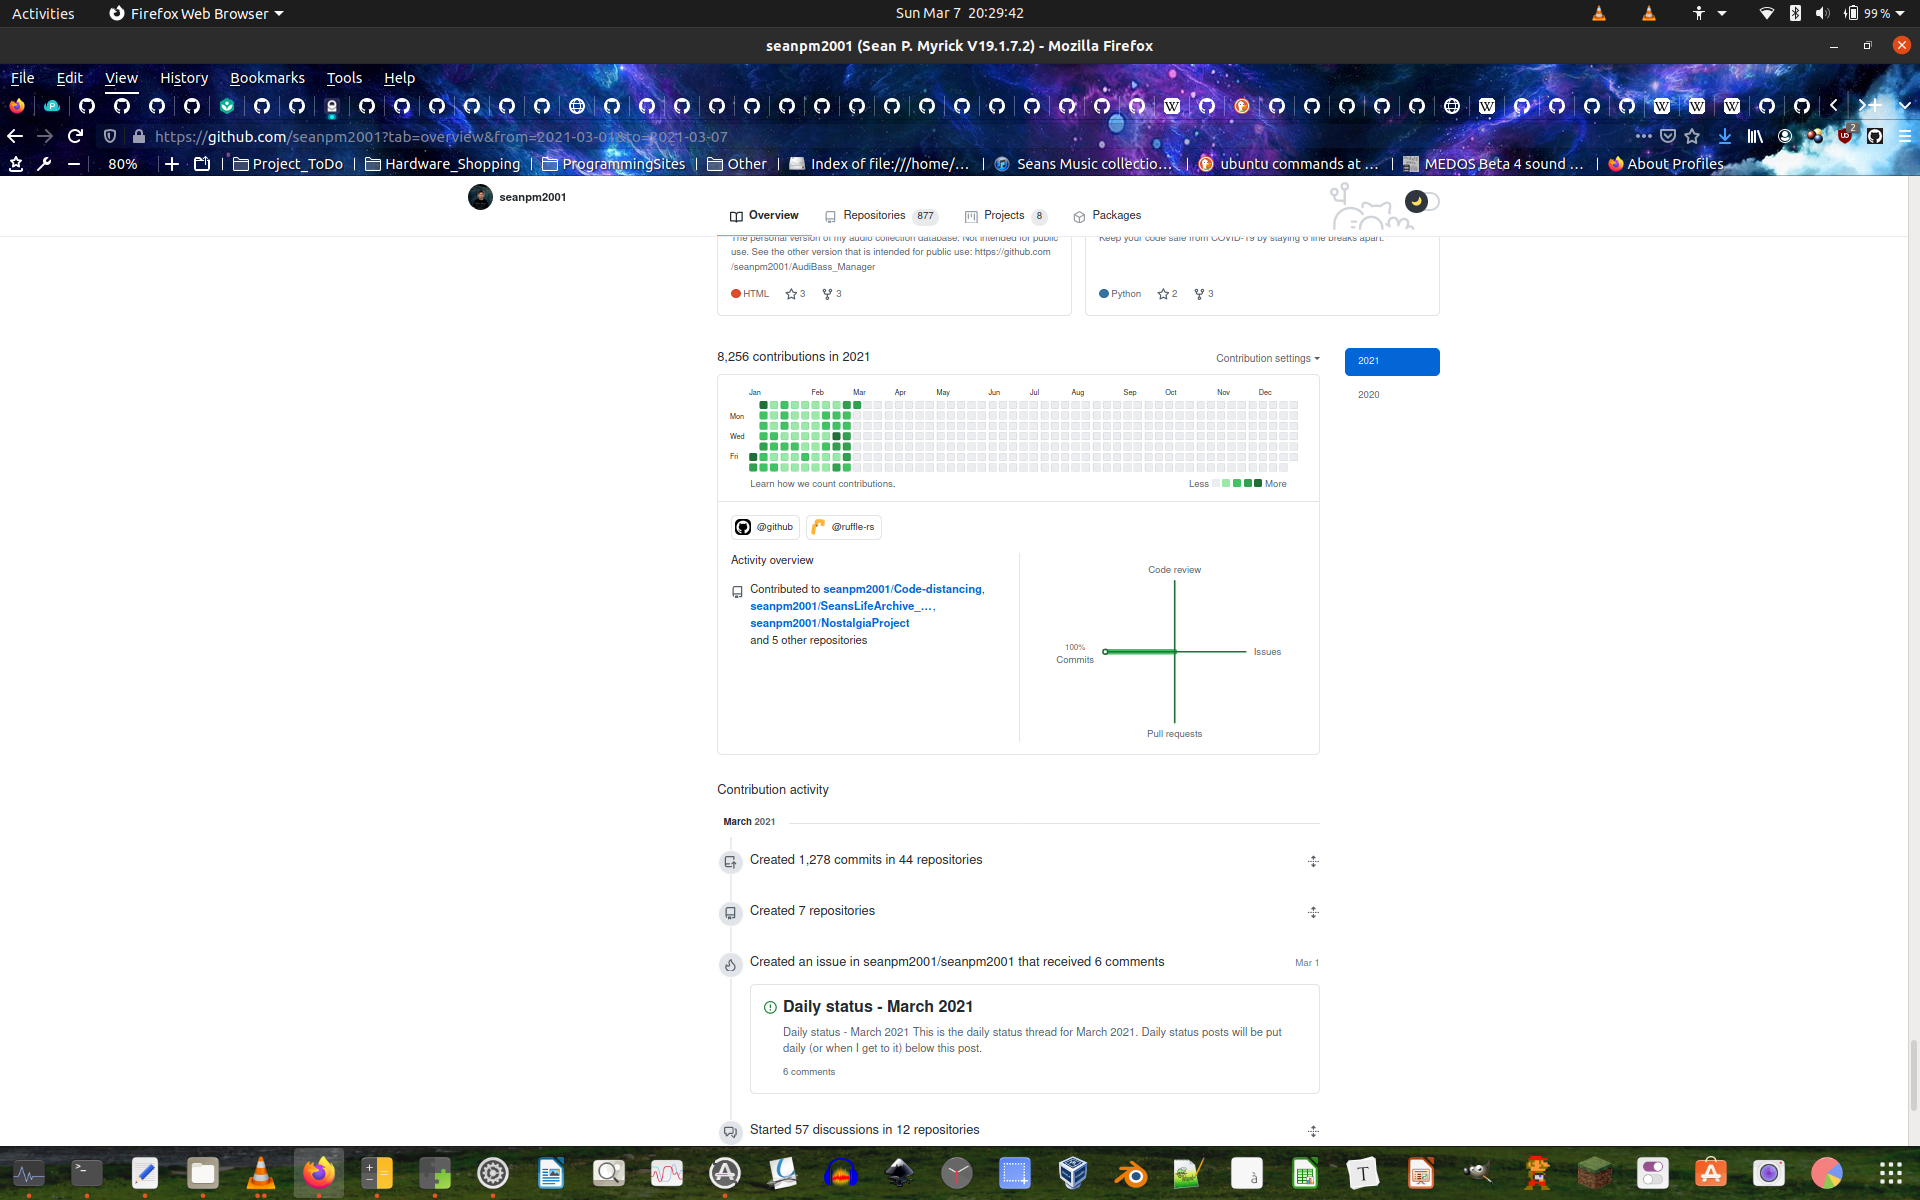 Activities
Firefox Web Browser
Sun Mar 7 20:29:42
99 %
seanpm2001 (Sean P. Myrick V19.1.7.2) - Mozilla Firefox
File Edit View History Bookmarks Tools Help
https://github.com/seanpm2001?tab=overview&from=2021-03-01&to=2021-03-07
80%
Project_ToDo
Hardware_Shopping
ProgrammingSites
Other
Index of file:///home/...
Seans Music collectio...
ubuntu commands at ...
MEDOS Beta 4 sound ...
About Profiles
seanpm2001
Overview
Repositories 877
Projects 8
Packages
The personal version of my audio collection database. Not intended for public
use. See the other version that is intended for public use: https://github.com
/seanpm2001/AudiBass_Manager
HTML 3 3
Keep your code safe from COVID-19 by staying 6 line breaks apart.
Python 2 3
8,256 contributions in 2021
Contribution settings
2021
2020
Jan Feb Mar Apr May Jun Jul Aug Sep Oct Nov Dec
Mon
Wed
Fri
Learn how we count contributions.
Less More
@github
@ruffle-rs
Activity overview
Contributed to seanpm2001/Code-distancing,
seanpm2001/SeansLifeArchive_...,
seanpm2001/NostalgiaProject
and 5 other repositories
Code review
100%
Commits
Issues
Pull requests
Contribution activity
March 2021
Created 1,278 commits in 44 repositories
Created 7 repositories
Created an issue in seanpm2001/seanpm2001 that received 6 comments
Mar 1
Daily status - March 2021
Daily status - March 2021 This is the daily status thread for March 2021. Daily status posts will be put
daily (or when I get to it) below this post.
6 comments
Started 57 discussions in 12 repositories